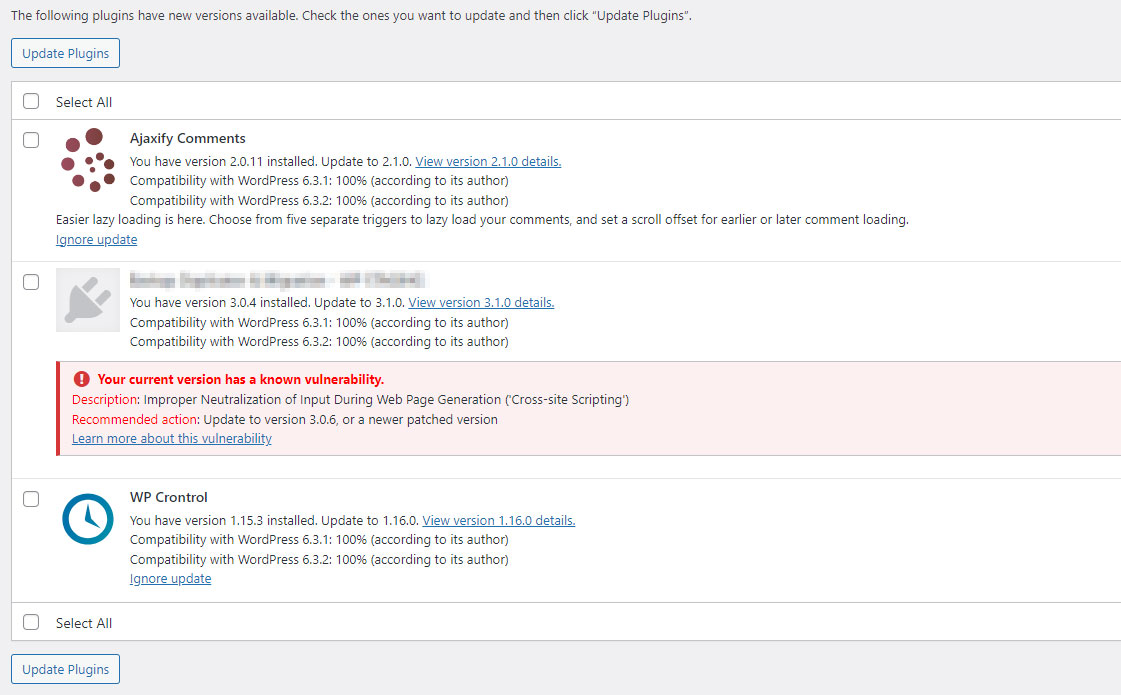 The following plugins have new versions available. Check the ones you want to update and then click “Update Plugins”.
Update Plugins
Select All
Ajaxify Comments
You have version 2.0.11 installed. Update to 2.1.0. View version 2.1.0 details.
Compatibility with WordPress 6.3.1: 100% (according to its author)
Compatibility with WordPress 6.3.2: 100% (according to its author)
Easier lazy loading is here. Choose from five separate triggers to lazy load your comments, and set a scroll offset for earlier or later comment loading.
Ignore update
You have version 3.0.4 installed. Update to 3.1.0. View version 3.1.0 details.
Compatibility with WordPress 6.3.1: 100% (according to its author)
Compatibility with WordPress 6.3.2: 100% (according to its author)
Your current version has a known vulnerability.
Description: Improper Neutralization of Input During Web Page Generation ('Cross-site Scripting')
Recommended action: Update to version 3.0.6, or a newer patched version
Learn more about this vulnerability
WP Crontrol
You have version 1.15.3 installed. Update to 1.16.0. View version 1.16.0 details.
Compatibility with WordPress 6.3.1: 100% (according to its author)
Compatibility with WordPress 6.3.2: 100% (according to its author)
Ignore update
Select All
Update Plugins